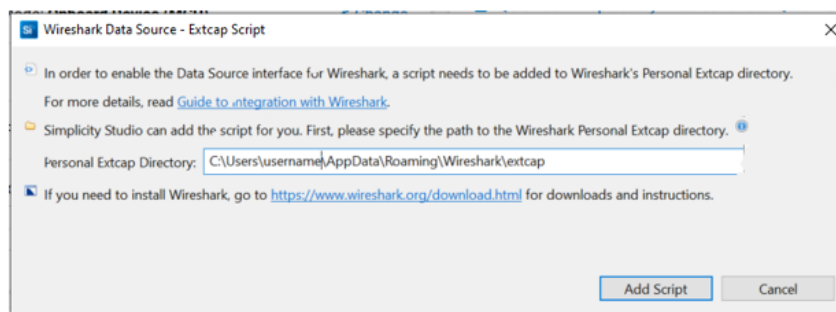 Si Wireshark Data Source - Extcap Script
In order to enable the Data Source interface for Wireshark, a script needs to be added to Wireshark's Personal Extcap directory.
For more details, read Guide to integration with Wireshark.
Simplicity Studio can add the script for you. First, please specify the path to the Wireshark Personal Extcap directory.
Personal Extcap Directory: C:\Users\username\AppData\Roaming\Wireshark\extcap
If you need to install Wireshark, go to https://www.wireshark.org/download.html for downloads and instructions.
Add Script Cancel